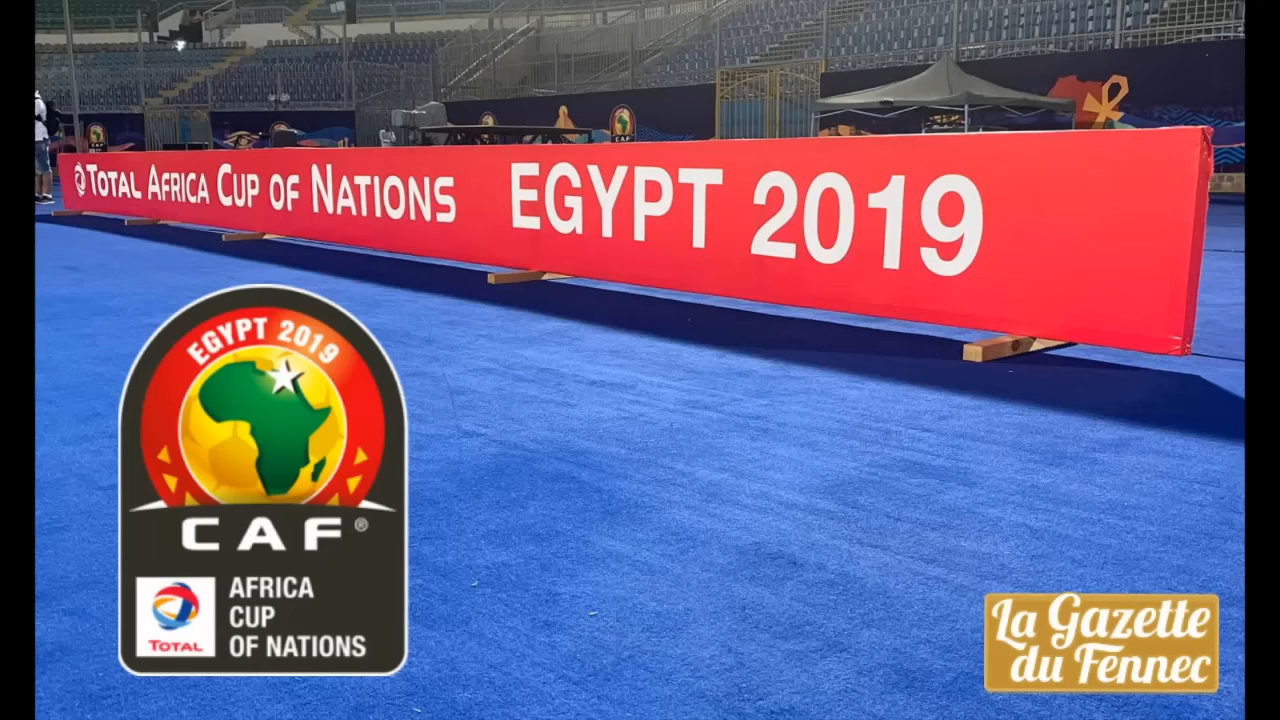 TOTAL AFRICA CUP OF NATIONS EGYPT 2019
EGYPT 2019
CAF®
TOTAL
AFRICA
CUP
OF NATIONS
La Gazette
du Fennec